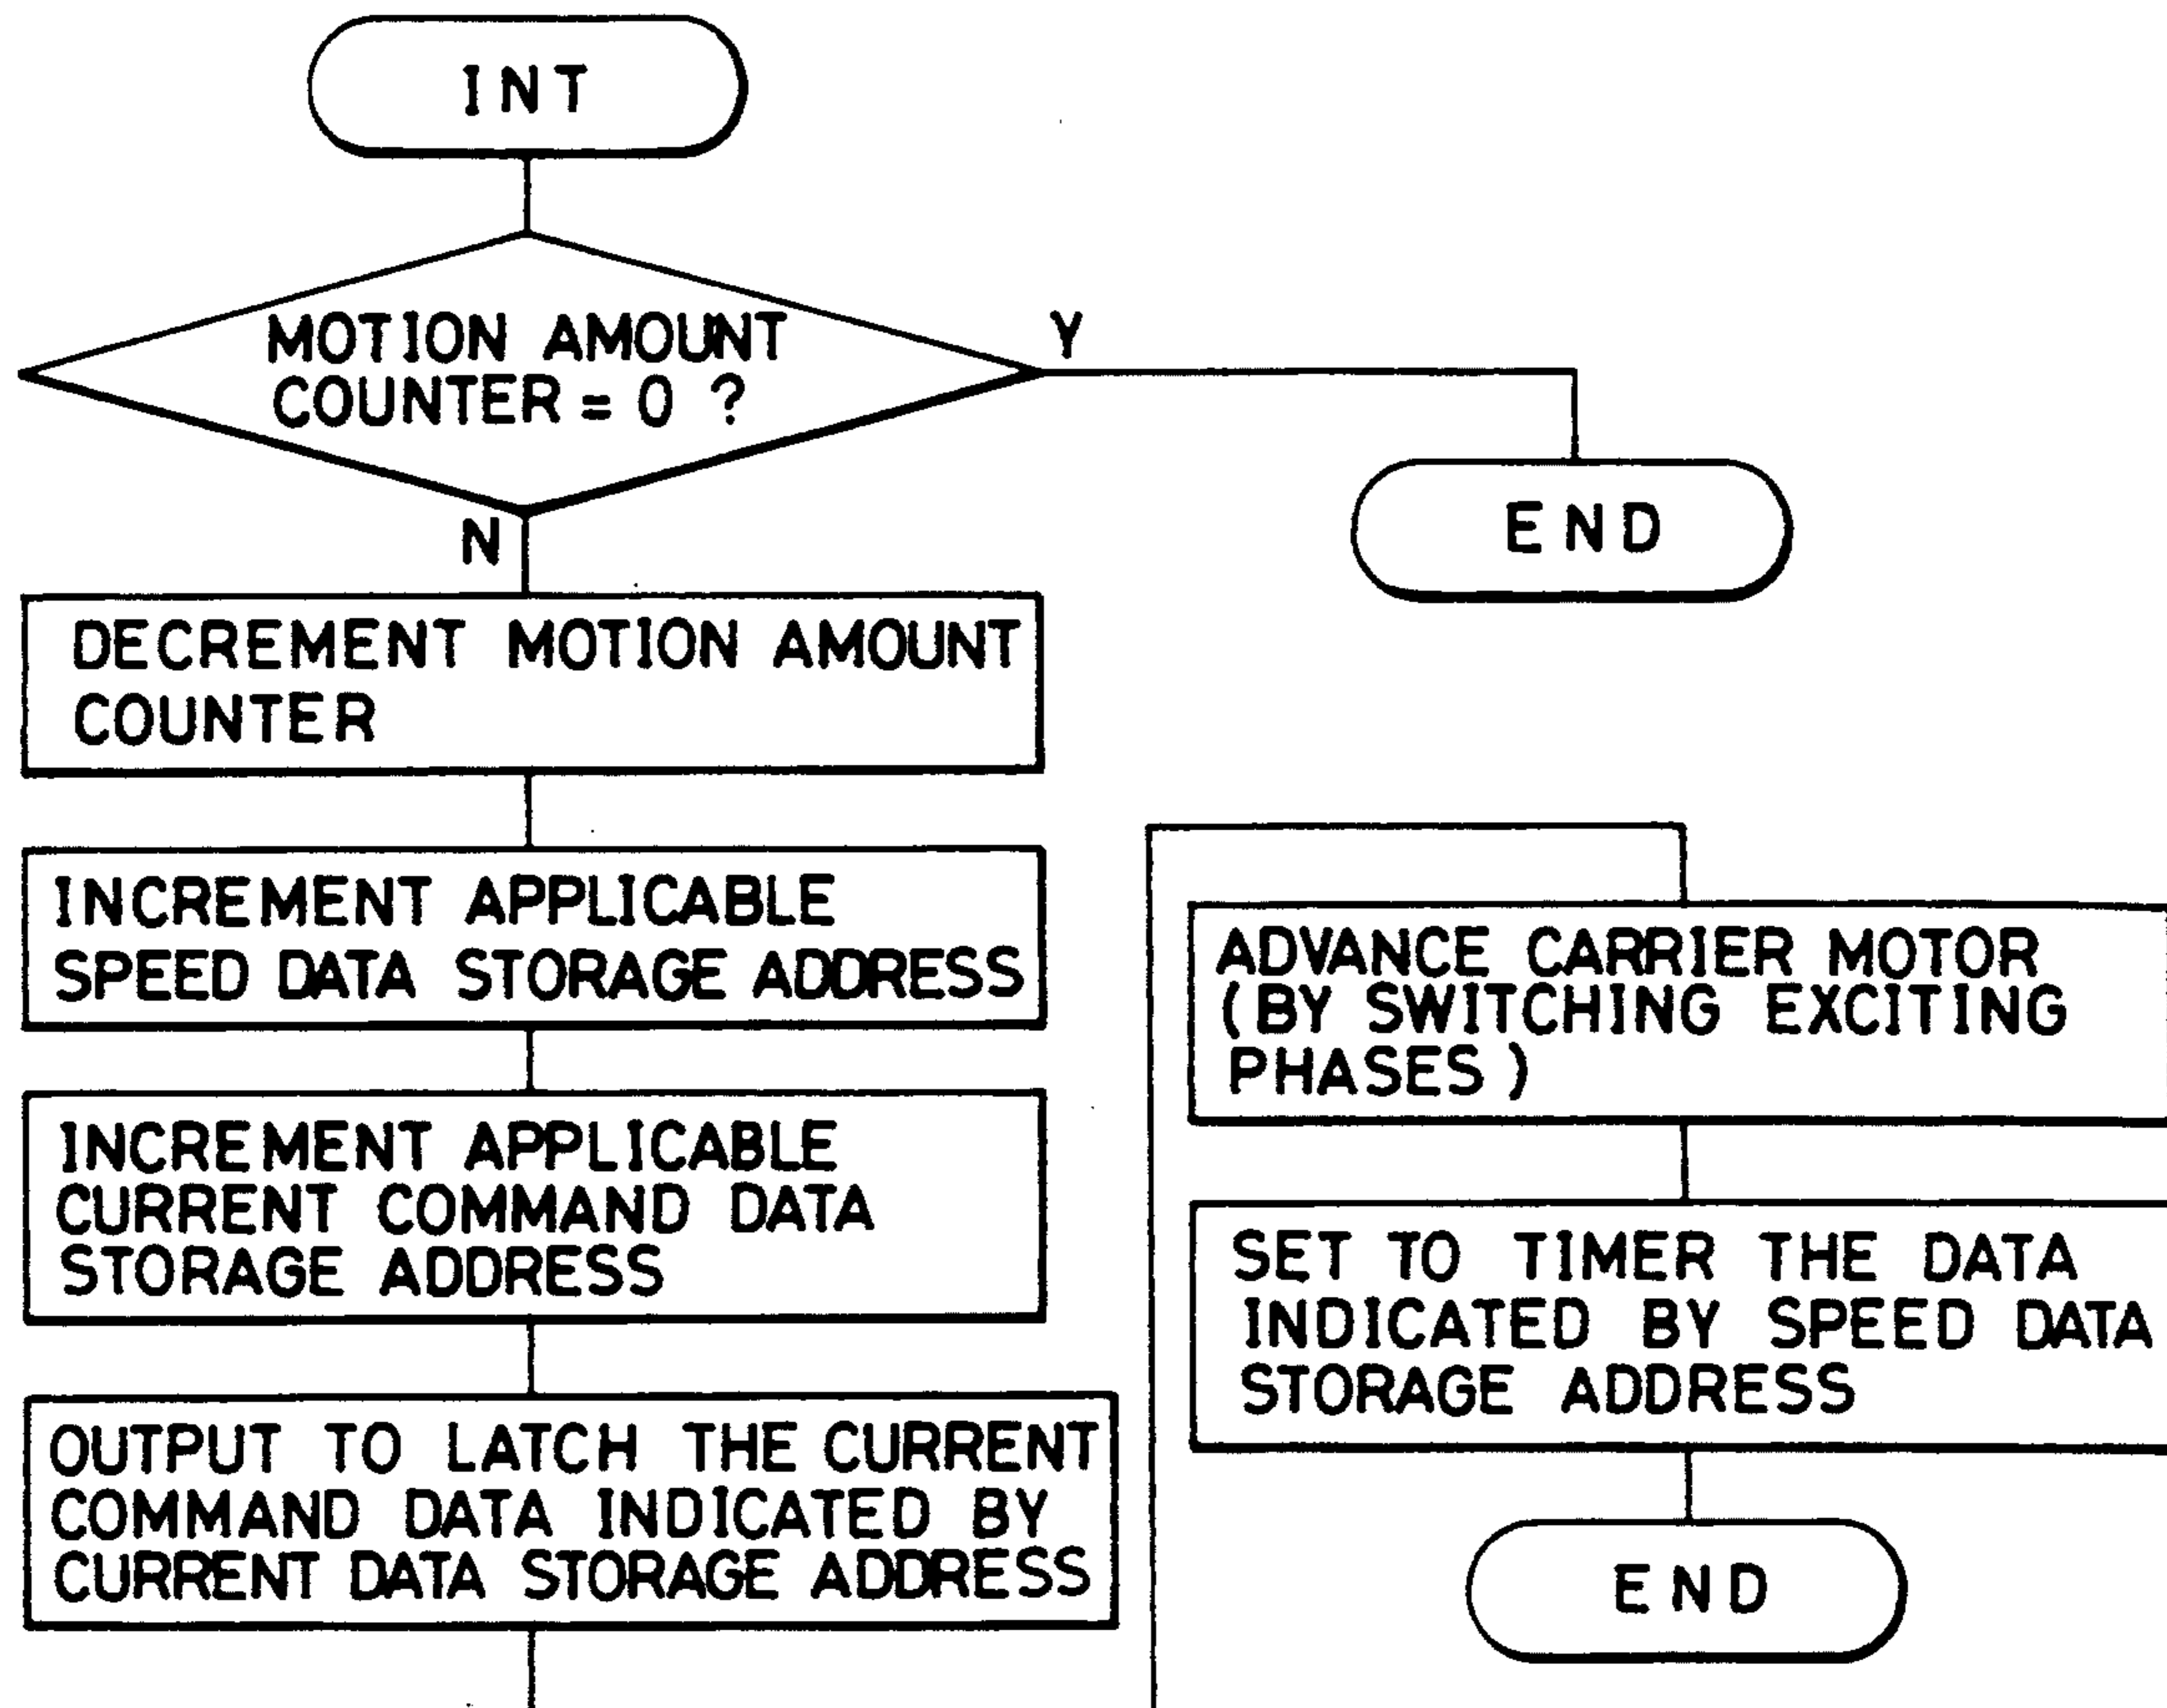 INT
MOTION AMOUNT
COUNTER = 0 ?
Y
N
END
DECREMENT MOTION AMOUNT
COUNTER
INCREMENT APPLICABLE
SPEED DATA STORAGE ADDRESS
INCREMENT APPLICABLE
CURRENT COMMAND DATA
STORAGE ADDRESS
OUTPUT TO LATCH THE CURRENT
COMMAND DATA INDICATED BY
CURRENT DATA STORAGE ADDRESS
ADVANCE CARRIER MOTOR
(BY SWITCHING EXCITING
PHASES)
SET TO TIMER THE DATA
INDICATED BY SPEED DATA
STORAGE ADDRESS
END